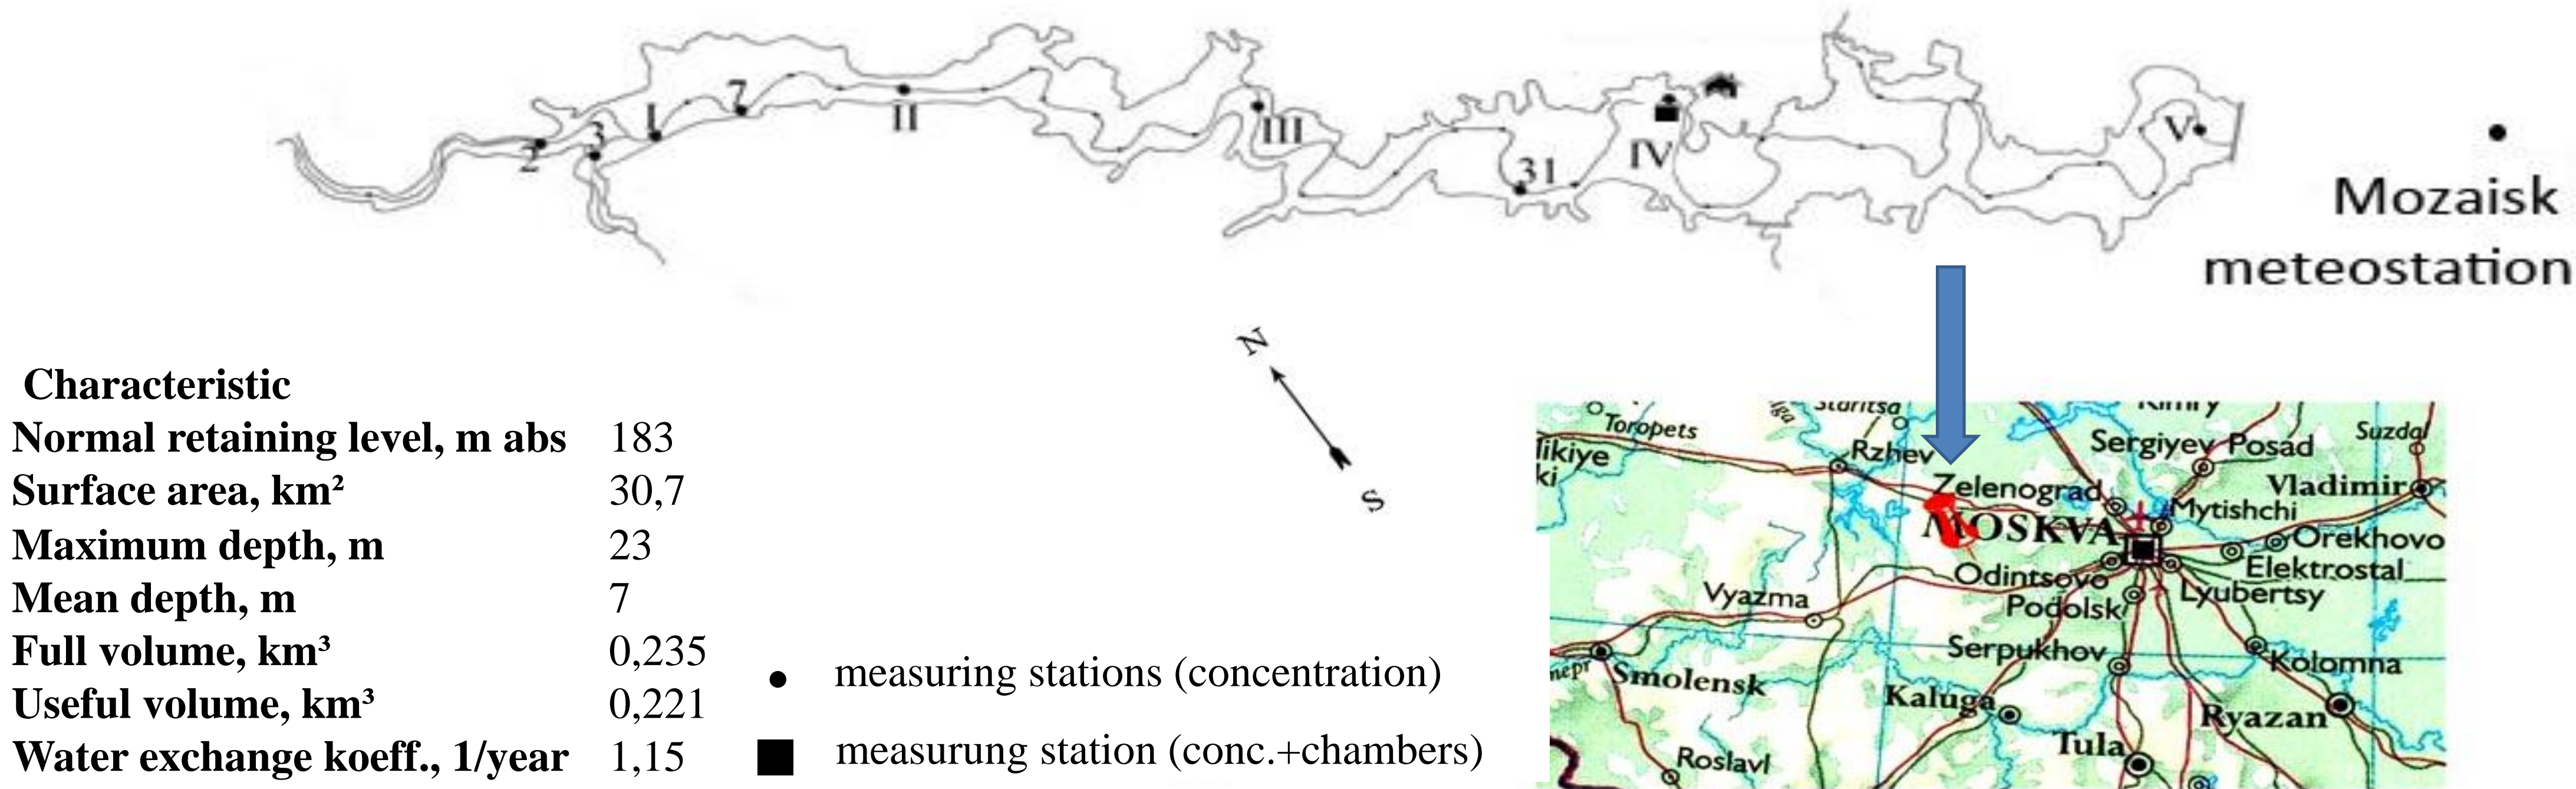 2
3
I
7
II
III
31
IV
V
Mozaisk
meteostation
N
S
Characteristic
Normal retaining level, m abs 183
Surface area, km² 30,7
Maximum depth, m 23
Mean depth, m 7
Full volume, km³ 0,235
Useful volume, km³ 0,221
Water exchange koeff., 1/year 1,15
measuring stations (concentration)
measurung station (conc.+chambers)
Toropets
Staritsa
Rzhev
likiye
ki
Sergiyev Posad
Suzdal
Zelenograd
Vladimir
Mytishchi
MOSKVA
Orekhovo
Elektrostal
Odintsovo
Lyubertsy
Podolsk
Vyazma
Serpukhov
Kolomna
Smolensk
Kaluga
Ryazan
Tula
Roslavl